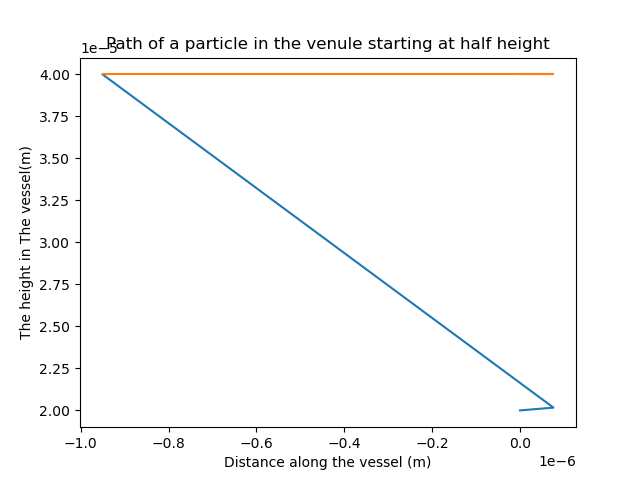 Path of a particle in the venule starting at half height
1e−5
4.00
3.75
3.50
3.25
3.00
2.75
2.50
2.25
2.00
The height in The vessel(m)
−1.0 −0.8 −0.6 −0.4 −0.2 0.0
1e−6
Distance along the vessel (m)